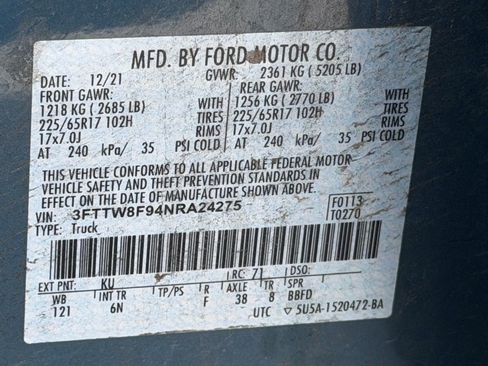 MFD. BY FORD MOTOR CO.
DATE: 12/21 GVWR: 2361 KG ( 5205 LB)
FRONT GAWR: REAR GAWR:
1218 KG ( 2685 LB) WITH 1256 KG ( 2770 LB) WITH
225/65R17 102H TIRES 225/65R17 102H TIRES
17x7.0J RIMS 17x7.0J RIMS
AT 240 kPa/ 35 PSI COLD AT 240 kPa/ 35 PSI COLD
THIS VEHICLE CONFORMS TO ALL APPLICABLE FEDERAL MOTOR
VEHICLE SAFETY AND THEFT PREVENTION STANDARDS IN
EFFECT ON THE DATE OF MANUFACTURE SHOWN ABOVE.
VIN: 3FTTW8F94NRA24275 F0113
TYPE: Truck T0270
EXT PNT: KU RC: 7 DSO:
WB INT TR TP/PS R AXLE TR SPR
121 6N F 38 8 BBFD
UTC ▽ 5U5A-1520472-BA